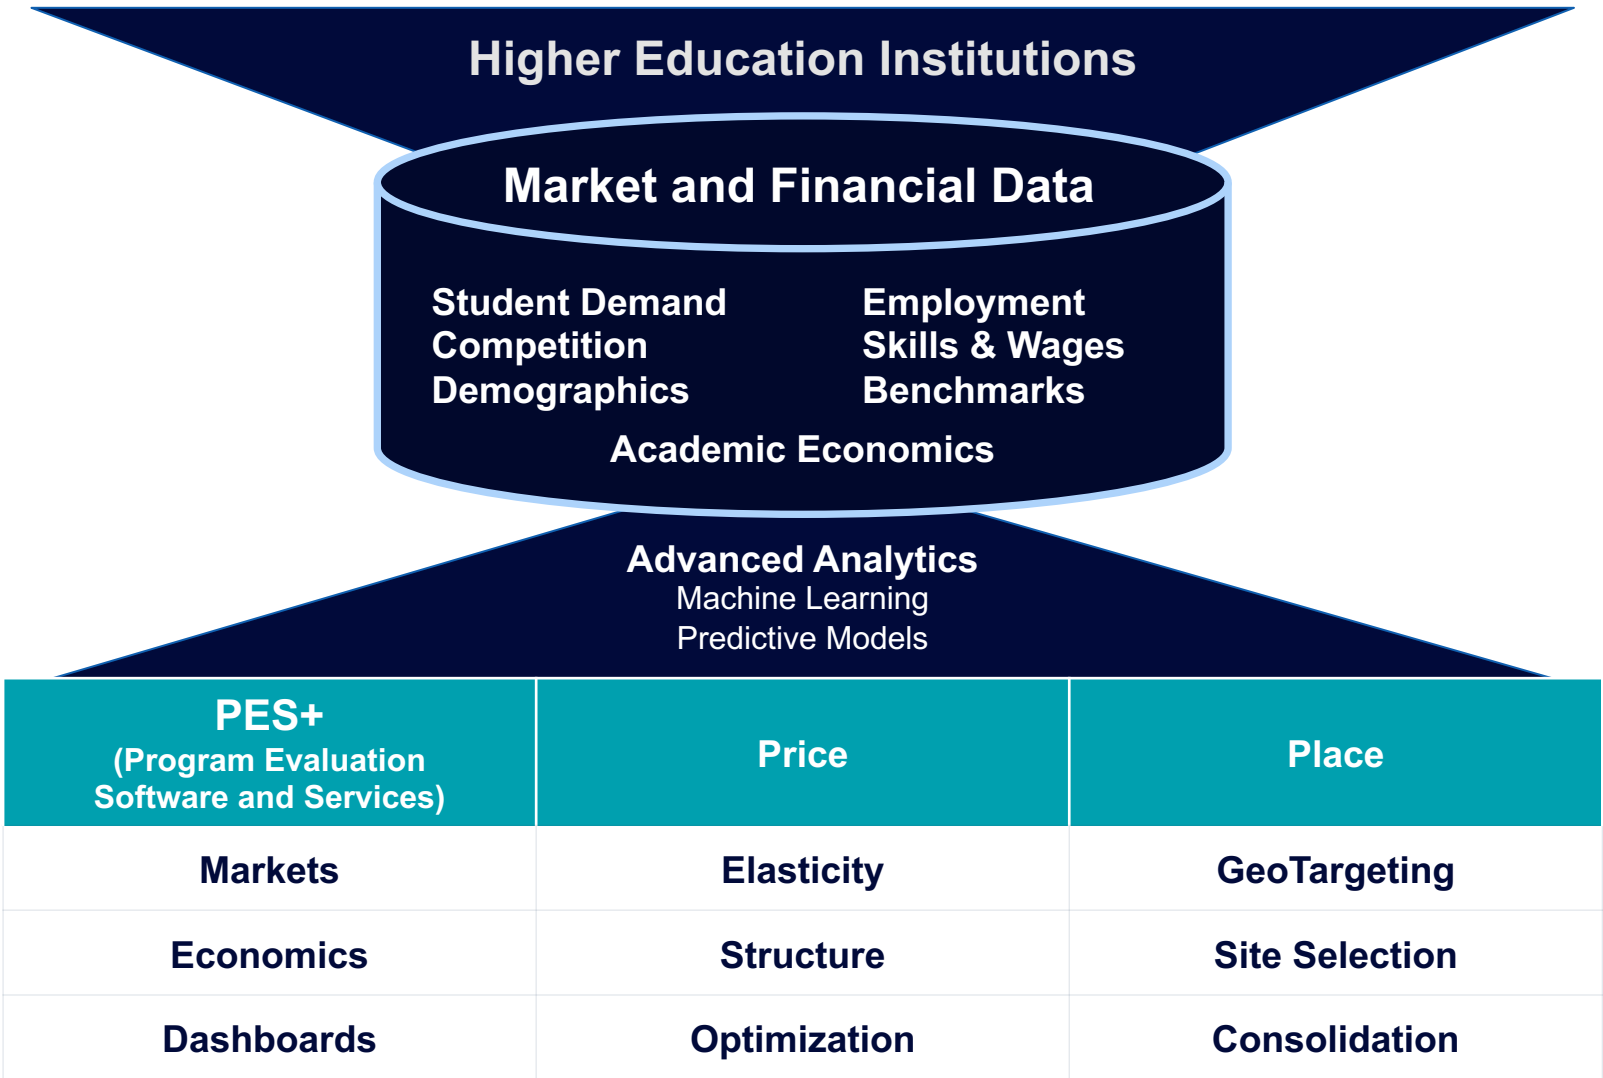 Higher Education Institutions
Market and Financial Data
Student Demand
Competition
Demographics
Employment
Skills & Wages
Benchmarks
Academic Economics
Advanced Analytics
Machine Learning
Predictive Models
PES+
(Program Evaluation
Software and Services)
Price
Place
Markets
Elasticity
GeoTargeting
Economics
Structure
Site Selection
Dashboards
Optimization
Consolidation